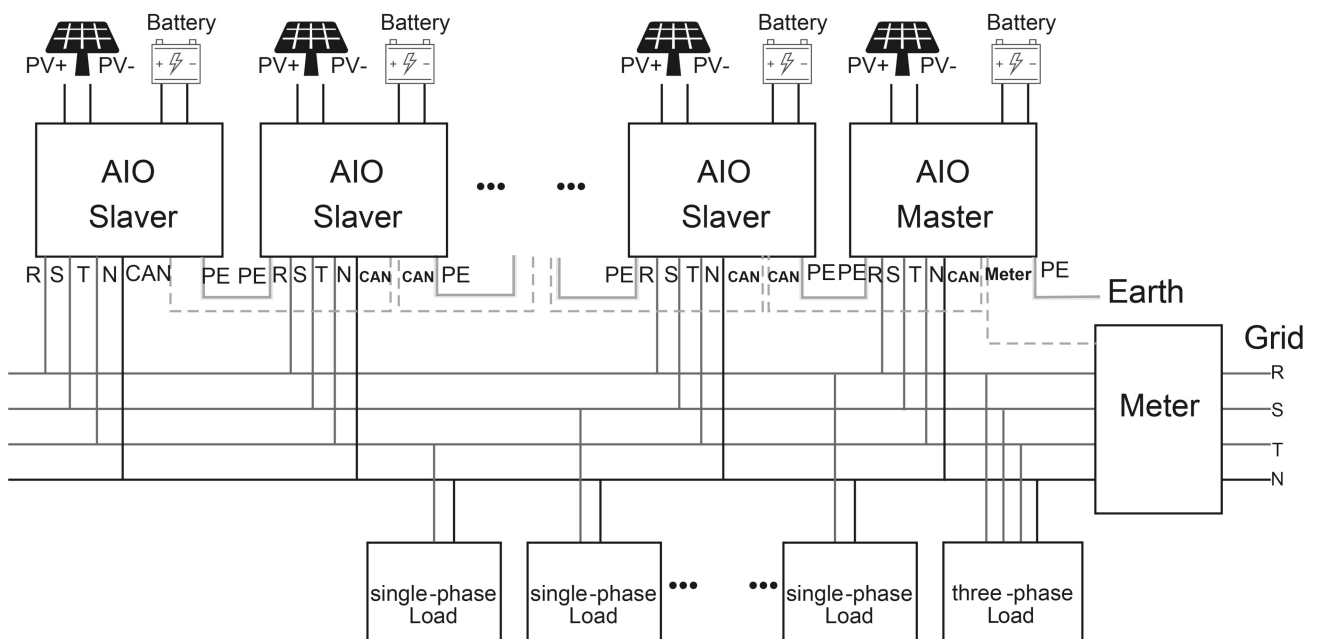 Battery Battery Battery Battery
PV+ PV- PV+ PV- PV+ PV- PV+ PV-
+ - + - + - + -
AIO
Slaver
AIO
Slaver
... ...
AIO
Slaver
AIO
Master
R S T N CAN PE PE R S T N CAN CAN PE PE R S T N CAN CAN PE PE R S T N CAN Meter PE
Earth
Grid
Meter
R
S
T
N
single-phase
Load
single-phase
Load
... ...
single-phase
Load
three-phase
Load